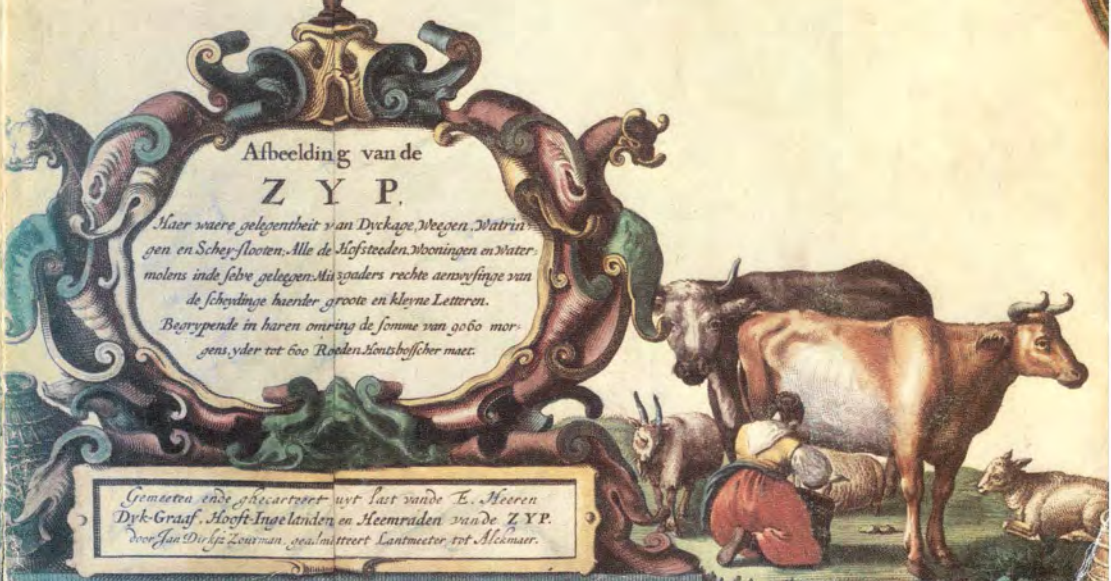 Afbeelding van de
ZYP.
Haer waere gelegentheit van Dyckage, Weegen, Watrin-
gen en Schey-slooten; Alle de Hofsteeden, Wooningen en Water-
molens inde selve geleegen: Mitsgaders rechte aenwysinge van
de scheydinge haerder groote en kleyne Letteren.
Begrypende in haren omring de somme van 9060 mor-
gens, yder tot 600 Roeden Hontsbosscher maet.
Gemeeten ende ghecarteert uyt last vande E. Heeren
Dyk-Graaf, Hooft-Ingelanden en Heemraden vande ZYP.
door Jan Dirksz Zoutman, geadmitteert Lantmeeter tot Alckmaer.